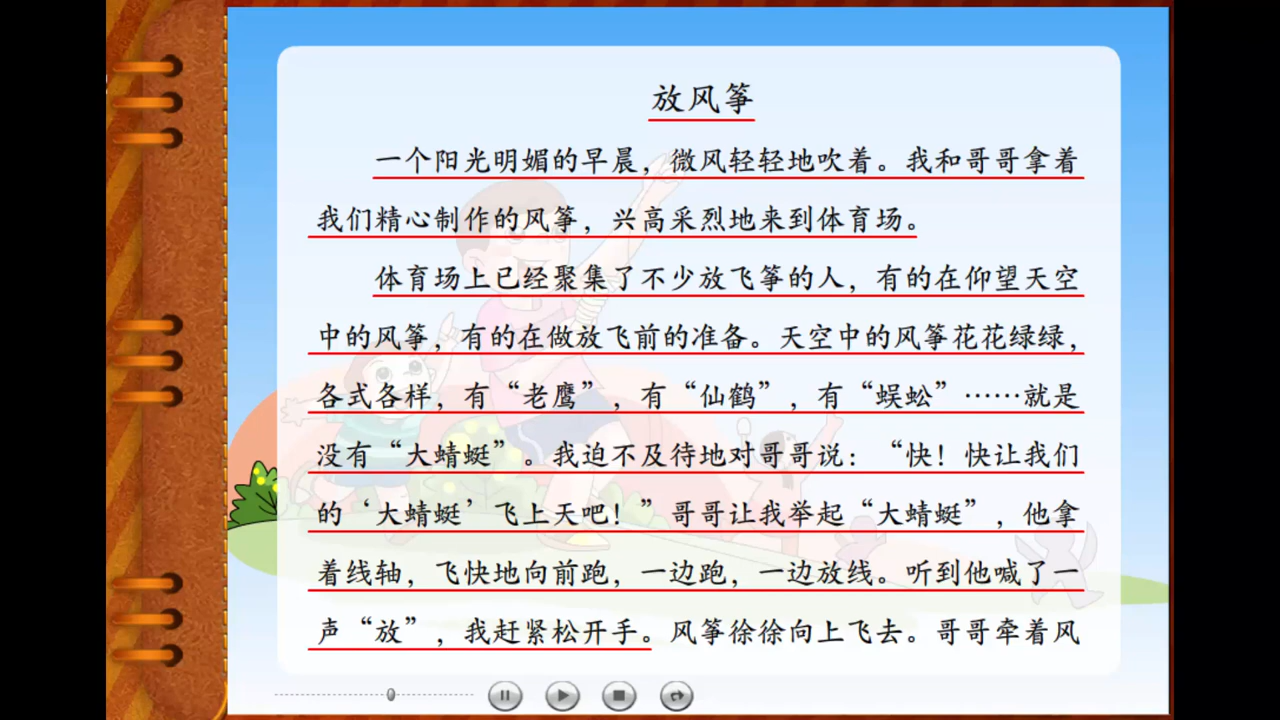 放风筝
一个阳光明媚的早晨，微风轻轻地吹着。我和哥哥拿着
我们精心制作的风筝，兴高采烈地来到体育场。
体育场上已经聚集了不少放飞筝的人，有的在仰望天空
中的风筝，有的在做放飞前的准备。天空中的风筝花花绿绿，
各式各样，有“老鹰”，有“仙鹤”，有“蜈蚣”……就是
没有“大蜻蜓”。我迫不及待地对哥哥说：“快！快让我们
的‘大蜻蜓’飞上天吧！”哥哥让我举起“大蜻蜓”，他拿
着线轴，飞快地向前跑，一边跑，一边放线。听到他喊了一
声“放”，我赶紧松开手。风筝徐徐向上飞去。哥哥牵着风